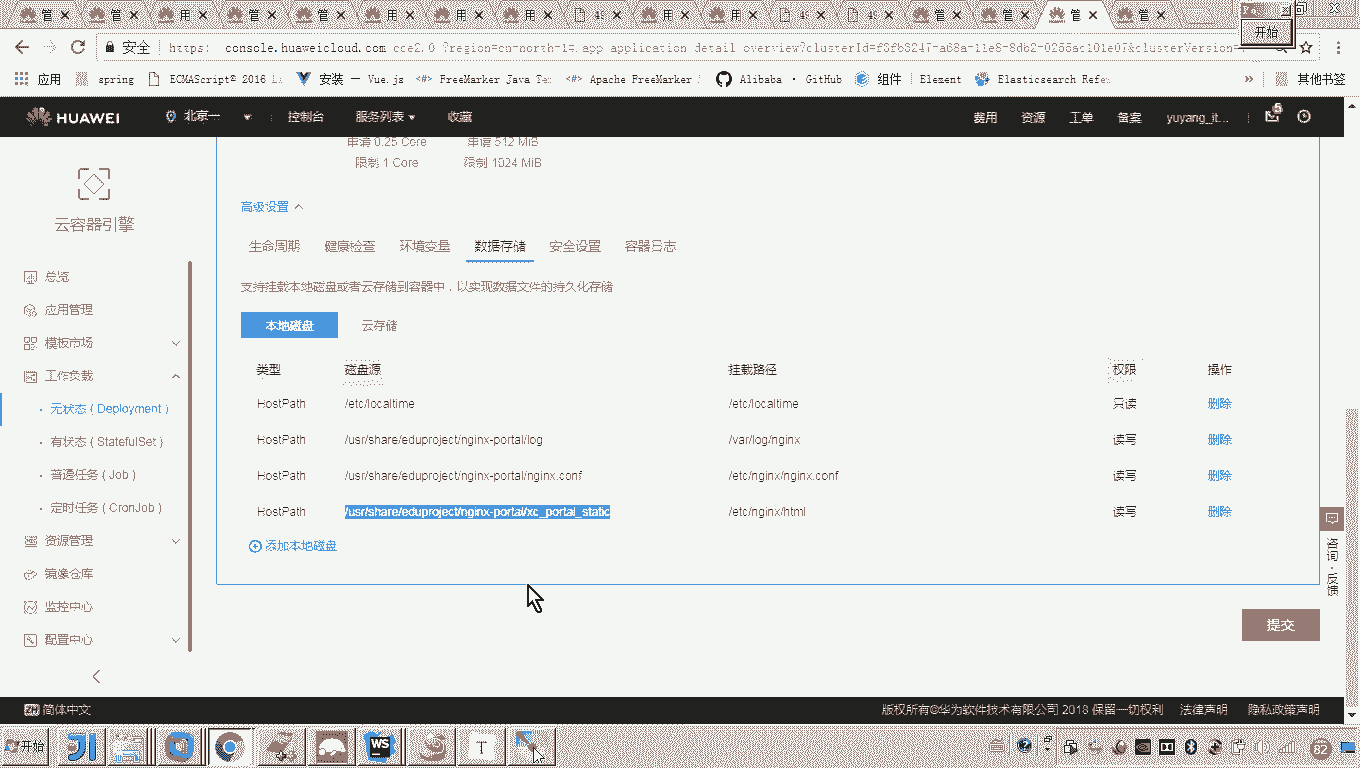 管 管 用 管 管 用 用 用 用 用 管 管 管 管
开始
安全 https: console.huaweicloud.com cce2.0 ?region=cn-north-1#.app application detail overview?clusterId=
应用 spring ECMAScript® 2016 安装 — Vue.js FreeMarker Java Apache FreeMarker Alibaba · GitHub 组件 Element Elasticsearch » 其他书签
HUAWEI 北京一 控制台 服务列表 收藏 费用 资源 工单 备案 yuyang_it... 5
申请 0.25 Core 申请 512 MiB
限制 1 Core 限制 1024 MiB
云容器引擎
总览
应用管理
模板市场
工作负载
无状态 ( Deployment )
有状态 ( StatefulSet )
普通任务 ( Job )
定时任务 ( CronJob )
资源管理
镜像仓库
监控中心
配置中心
高级设置
生命周期 健康检查 环境变量 数据存储 安全设置 容器日志
支持挂载本地磁盘或者云存储到容器中，以实现数据文件的持久化存储
本地磁盘 云存储
类型 磁盘源 挂载路径 权限 操作
HostPath /etc/localtime /etc/localtime 只读 删除
HostPath /usr/share/eduproject/nginx-portal/log /var/log/nginx 读写 删除
HostPath /usr/share/eduproject/nginx-portal/nginx.conf /etc/nginx/nginx.conf 读写 删除
HostPath /usr/share/eduproject/nginx-portal/xc_portal_static /etc/nginx/html 读写 删除
添加本地磁盘
咨询·反馈
提交
简体中文 版权所有©华为软件技术有限公司 2018 保留一切权利 法律声明 隐私政策声明
开始 WS T 82